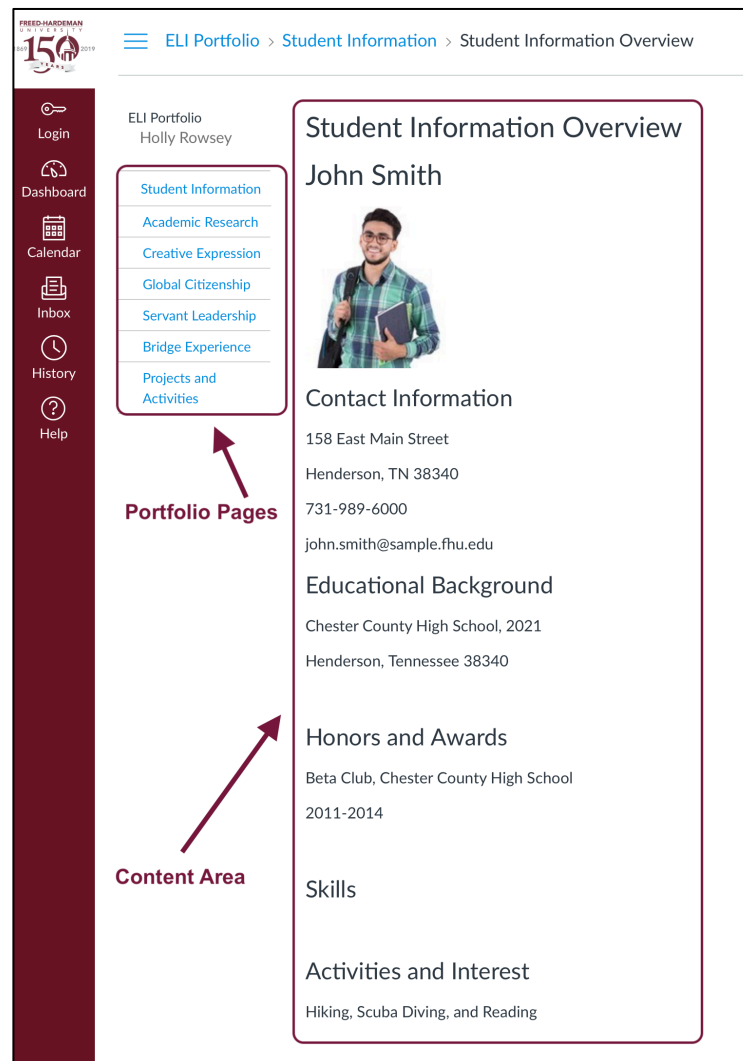 FREED-HARDEMAN
UNIVERSITY
1869 150 2019
YEARS
ELI Portfolio > Student Information > Student Information Overview
Login
Dashboard
Calendar
Inbox
History
Help
ELI Portfolio
Holly Rowsey
Student Information
Academic Research
Creative Expression
Global Citizenship
Servant Leadership
Bridge Experience
Projects and
Activities
Portfolio Pages
Content Area
Student Information Overview
John Smith
Contact Information
158 East Main Street
Henderson, TN 38340
731-989-6000
john.smith@sample.fhu.edu
Educational Background
Chester County High School, 2021
Henderson, Tennessee 38340
Honors and Awards
Beta Club, Chester County High School
2011-2014
Skills
Activities and Interest
Hiking, Scuba Diving, and Reading